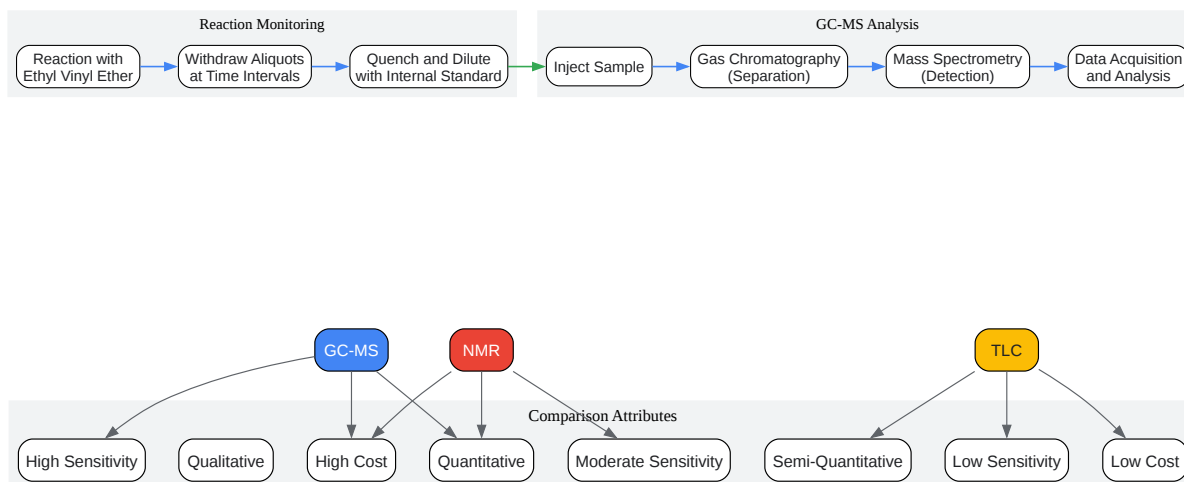 Reaction Monitoring
GC-MS Analysis
Reaction with
Ethyl Vinyl Ether
Withdraw Aliquots
at Time Intervals
Quench and Dilute
with Internal Standard
Inject Sample
Gas Chromatography
(Separation)
Mass Spectrometry
(Detection)
Data Acquisition
and Analysis
GC-MS
NMR
TLC
Comparison Attributes
High Sensitivity
Qualitative
High Cost
Quantitative
Moderate Sensitivity
Semi-Quantitative
Low Sensitivity
Low Cost